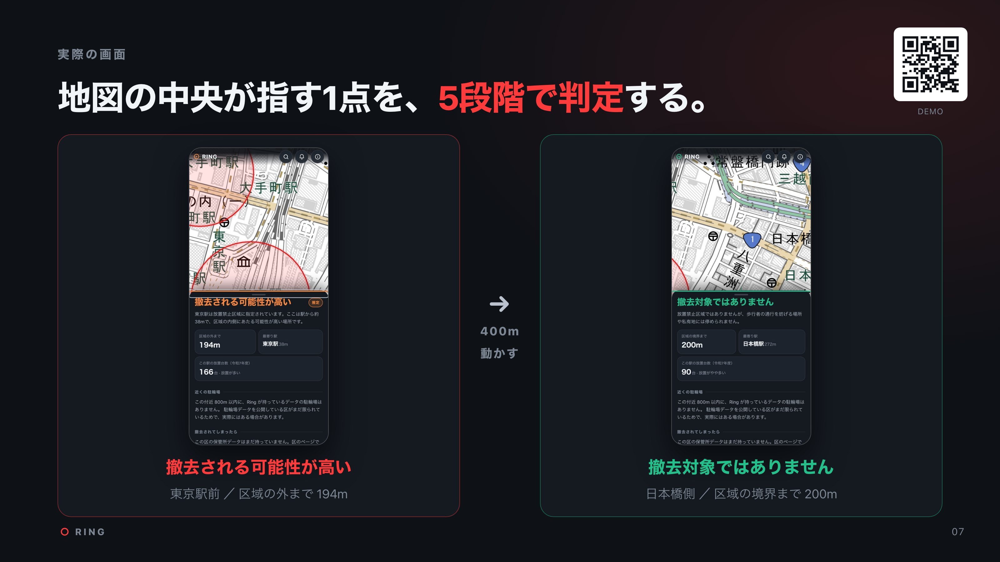 実際の画面
地図の中央が指す1点を、5段階で判定する。
DEMO
RING
大手町駅
大手町駅
の内（一）
町駅
東京駅
駅
撤去される可能性が高い
推定
東京駅は放置禁止区域に指定されています。ここは駅から約
38mで、区域の内側にあたる可能性が高い場所です。
区域の外まで
194m
最寄り駅
東京駅 38m
この駅の放置台数（令和7年度）
166 台 · 放置が多い
近くの駐輪場
この付近 800m 以内に、Ring が持っているデータの駐輪場は
ありません。 駐輪場データを公開している区がまだ限られて
いるためで、実際にはある場合があります。
撤去されてしまったら
この区の保管所データはまだ持っていません。区のページで
撤去される可能性が高い
東京駅前 ／ 区域の外まで 194m
→
400m
動かす
RING
常盤橋門跡
4
三越
駅
1
日本橋
八重洲
日本
撤去対象ではありません
放置禁止区域ではありませんが、歩行者の通行を妨げる場所
や私有地には停められません。
区域の境界まで
200m
最寄り駅
日本橋駅 272m
この駅の放置台数（令和7年度）
90 台 · 放置がやや多い
近くの駐輪場
この付近 800m 以内に、Ring が持っているデータの駐輪場は
ありません。 駐輪場データを公開している区がまだ限られて
いるためで、実際にはある場合があります。
撤去されてしまったら
この区の保管所データはまだ持っていません。区のページで
撤去対象ではありません
日本橋側 ／ 区域の境界まで 200m
RING
07